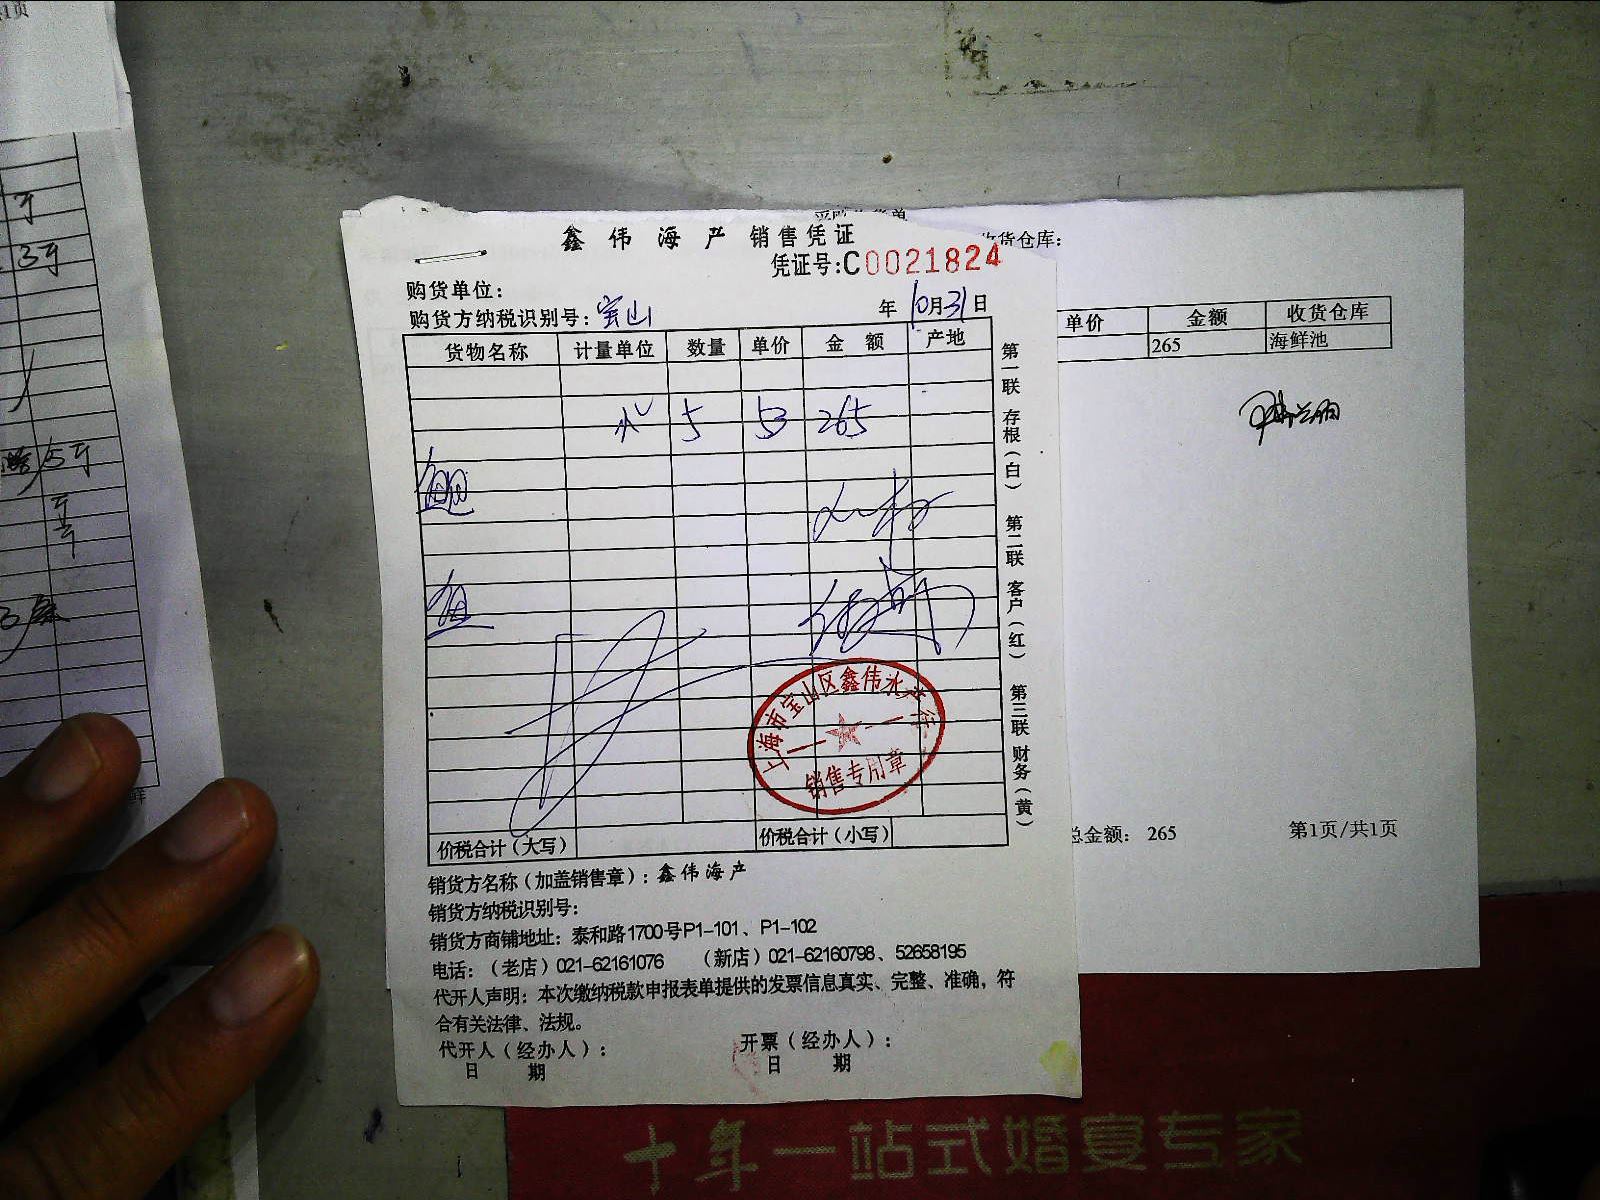 鑫伟海产 销售凭证
凭证号:C0021824
购货单位：
购货方纳税识别号：宝山 年10月31日
货物名称 计量单位 数量 单价 金额 产地
5 53 265
第一联 存根（白） 第二联 客户（红） 第三联 财务（黄）
上海市宝山区鑫伟水产行
销售专用章
价税合计（大写） 价税合计（小写）
销货方名称（加盖销售章）：鑫伟海产
销货方纳税识别号：
销货方商铺地址：泰和路1700号P1-101、P1-102
电话：（老店）021-62161076 （新店）021-62160798、52658195
代开人声明：本次缴纳税款申报表单提供的发票信息真实、完整、准确，符
合有关法律、法规。
代开人（经办人）： 开票（经办人）：
日 期 日 期
收货仓库：
单价 金额 收货仓库
265 海鲜池
总金额： 265 第1页/共1页
3斤
5斤
十年一站式婚宴专家